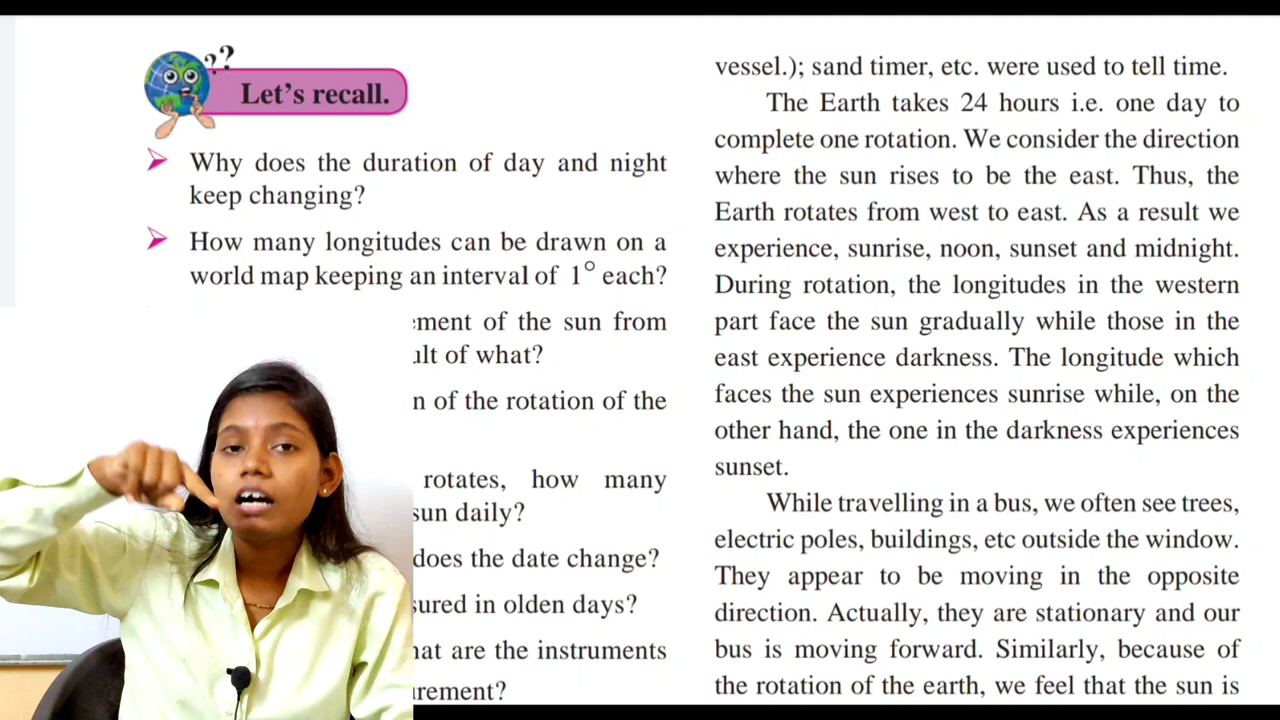 ??
Let's recall.
Why does the duration of day and night
keep changing?
How many longitudes can be drawn on a
world map keeping an interval of 1° each?
of the sun from
of what?
of the rotation of the
rotates, how many
sun daily?
does the date change?
in olden days?
are the instruments
vessel.); sand timer, etc. were used to tell time.
The Earth takes 24 hours i.e. one day to
complete one rotation. We consider the direction
where the sun rises to be the east. Thus, the
Earth rotates from west to east. As a result we
experience, sunrise, noon, sunset and midnight.
During rotation, the longitudes in the western
part face the sun gradually while those in the
east experience darkness. The longitude which
faces the sun experiences sunrise while, on the
other hand, the one in the darkness experiences
sunset.
While travelling in a bus, we often see trees,
electric poles, buildings, etc outside the window.
They appear to be moving in the opposite
direction. Actually, they are stationary and our
bus is moving forward. Similarly, because of
the rotation of the earth, we feel that the sun is